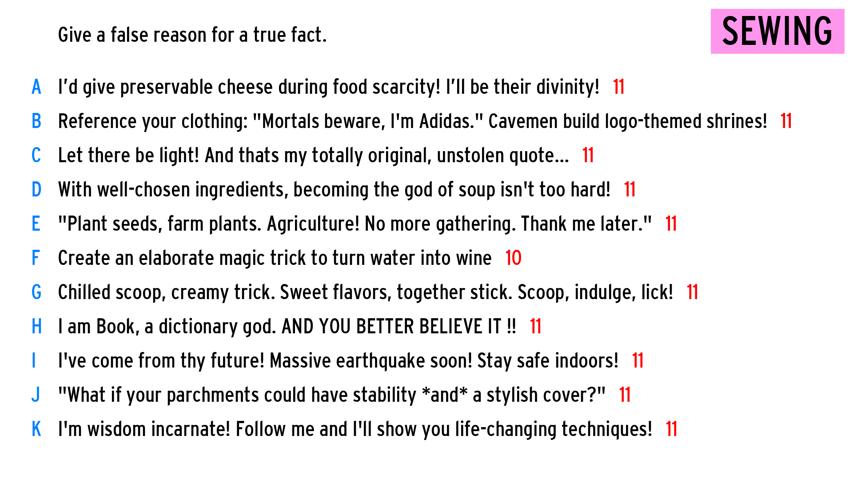 Give a false reason for a true fact.
SEWING
A I'd give preservable cheese during food scarcity! I'll be their divinity! 11
B Reference your clothing: "Mortals beware, I'm Adidas." Cavemen build logo-themed shrines! 11
C Let there be light! And thats my totally original, unstolen quote... 11
D With well-chosen ingredients, becoming the god of soup isn't too hard! 11
E "Plant seeds, farm plants. Agriculture! No more gathering. Thank me later." 11
F Create an elaborate magic trick to turn water into wine 10
G Chilled scoop, creamy trick. Sweet flavors, together stick. Scoop, indulge, lick! 11
H I am Book, a dictionary god. AND YOU BETTER BELIEVE IT !! 11
I I've come from thy future! Massive earthquake soon! Stay safe indoors! 11
J "What if your parchments could have stability *and* a stylish cover?" 11
K I'm wisdom incarnate! Follow me and I'll show you life-changing techniques! 11